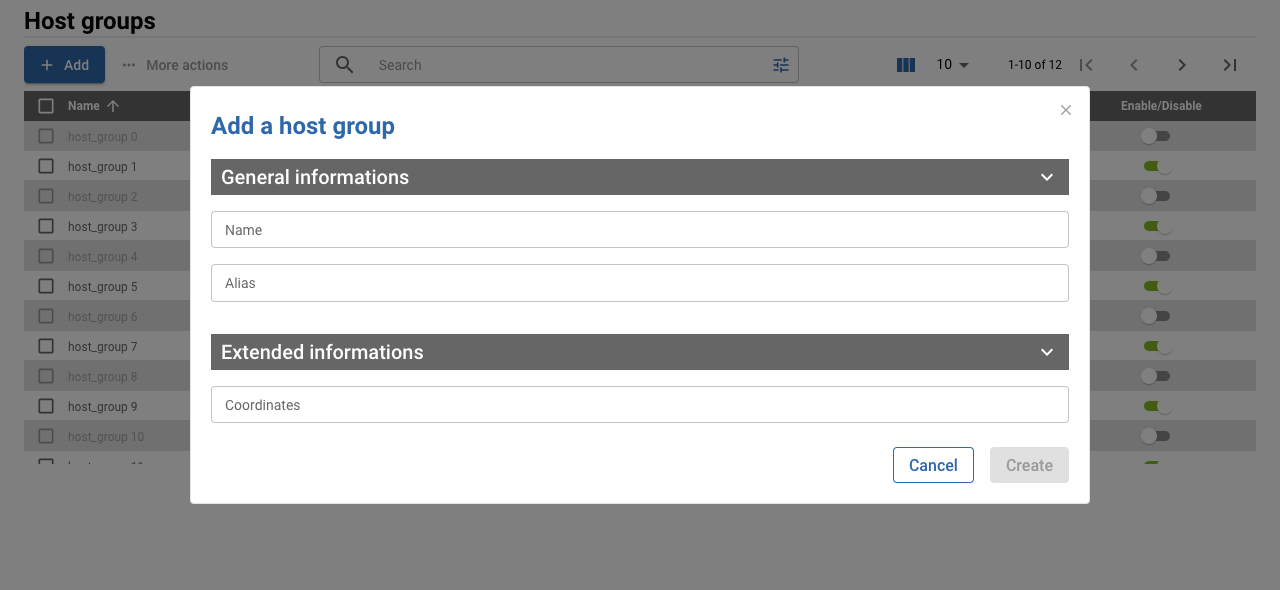 Host groups
+ Add
··· More actions
Search
10
1-10 of 12
Name
Enable/Disable
host_group 0
host_group 1
host_group 2
host_group 3
host_group 4
host_group 5
host_group 6
host_group 7
host_group 8
host_group 9
host_group 10
Add a host group
General informations
Name
Alias
Extended informations
Coordinates
Cancel
Create